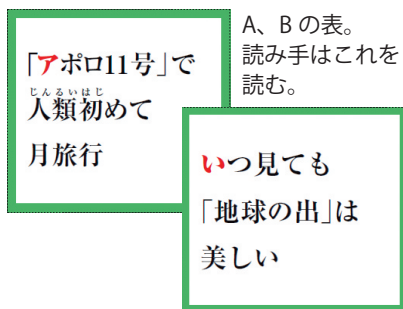 「アポロ11号」で
じんるいはじ
人類初めて
月旅行
A、Bの表。
読み手はこれを
読む。
いつ見ても
「地球の出」は
美しい